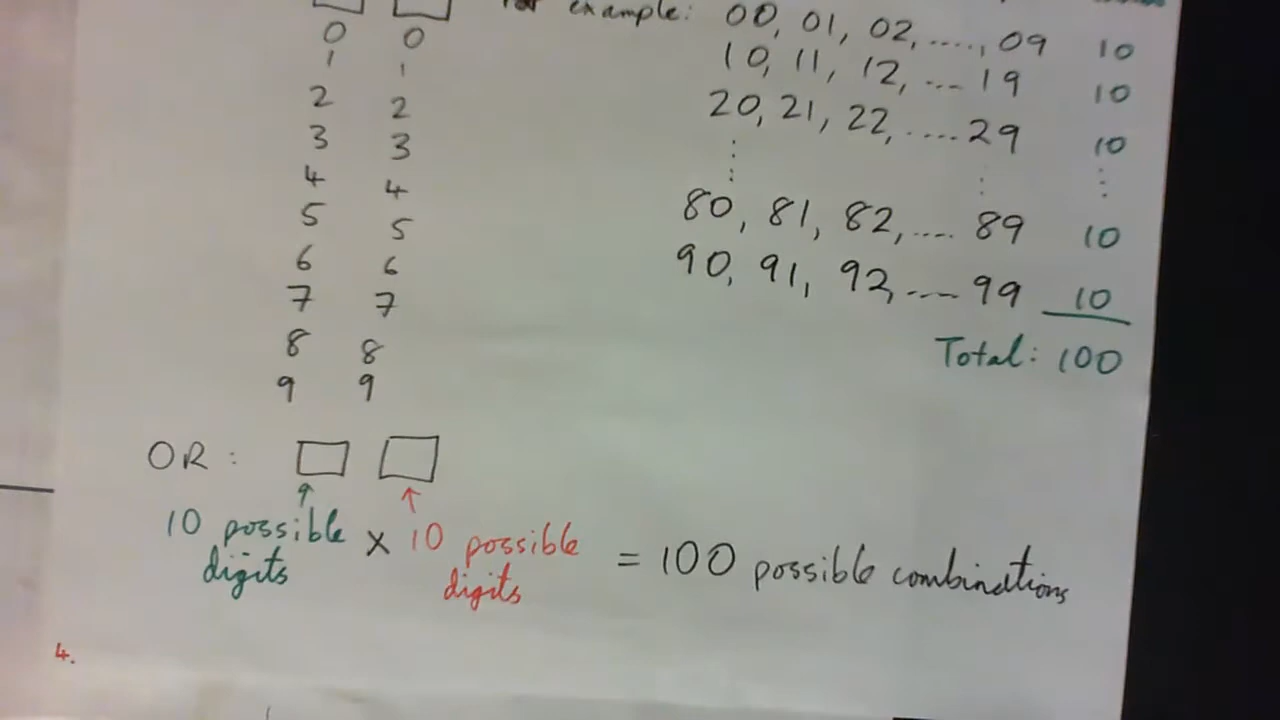 for example: 00, 01, 02, ....., 09 10
10, 11, 12, .... 19 10
20, 21, 22, ..... 29 10
80, 81, 82, .... 89 10
90, 91, 92, .... 99 10
Total: 100
0 0
1 1
2 2
3 3
4 4
5 5
6 6
7 7
8 8
9 9
OR:
10 possible digits x 10 possible digits = 100 possible combinations
4.